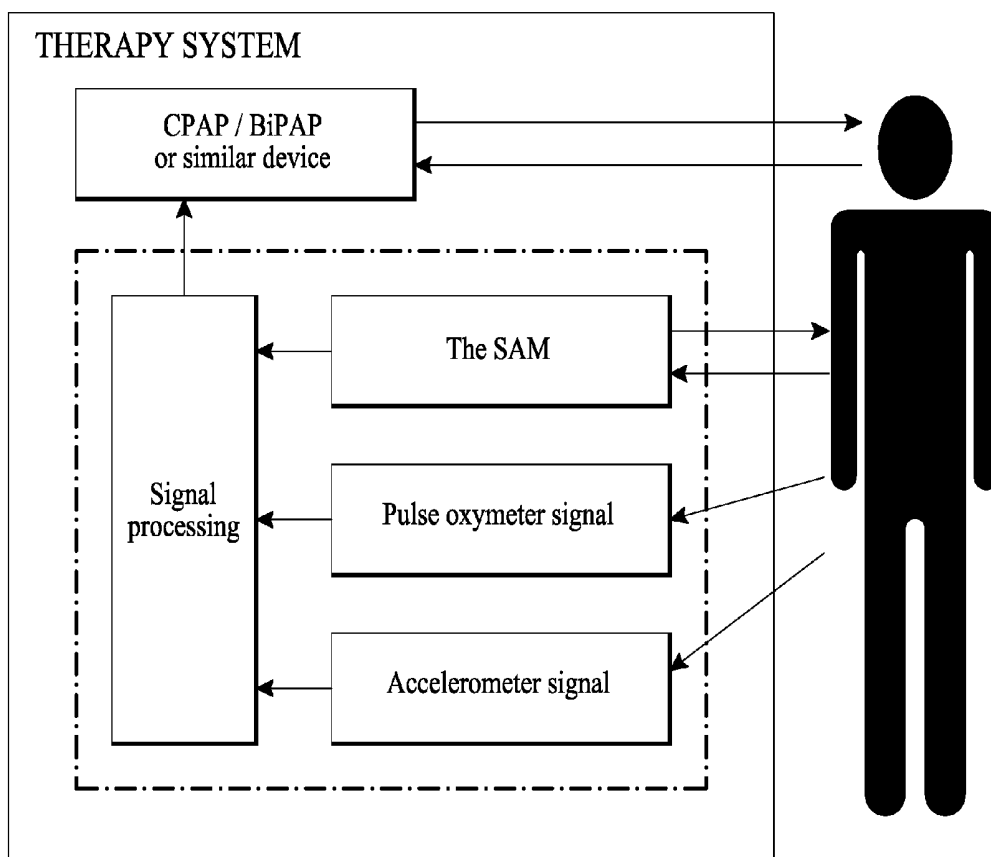 THERAPY SYSTEM
CPAP / BiPAP
or similar device
The SAM
Signal
processing
Pulse oxymeter signal
Accelerometer signal